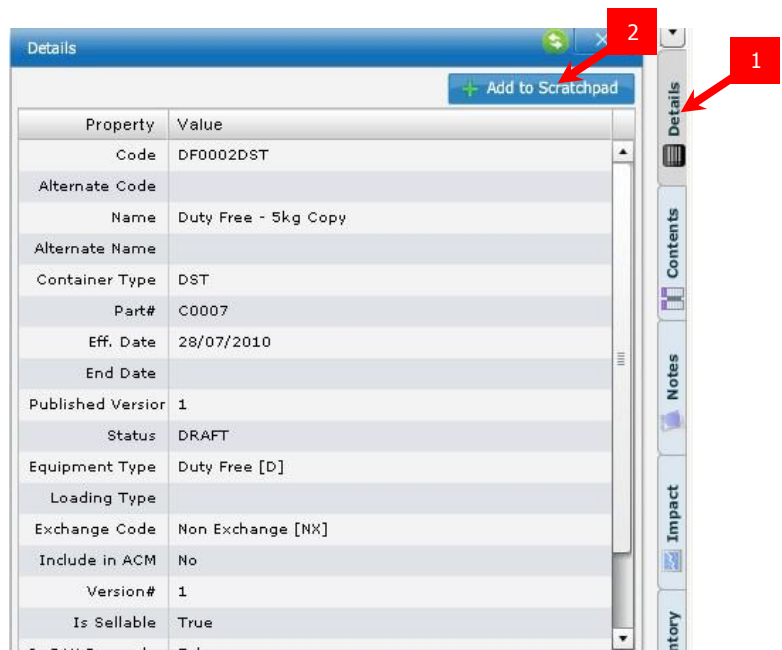 2
1
Details
Add to Scratchpad
Property Value
Code DF0002DST
Alternate Code
Name Duty Free - 5kg Copy
Alternate Name
Container Type DST
Part# C0007
Eff. Date 28/07/2010
End Date
Published Versior 1
Status DRAFT
Equipment Type Duty Free [D]
Loading Type
Exchange Code Non Exchange [NX]
Include in ACM No
Version# 1
Is Sellable True
Details
Contents
Notes
Impact
ntory